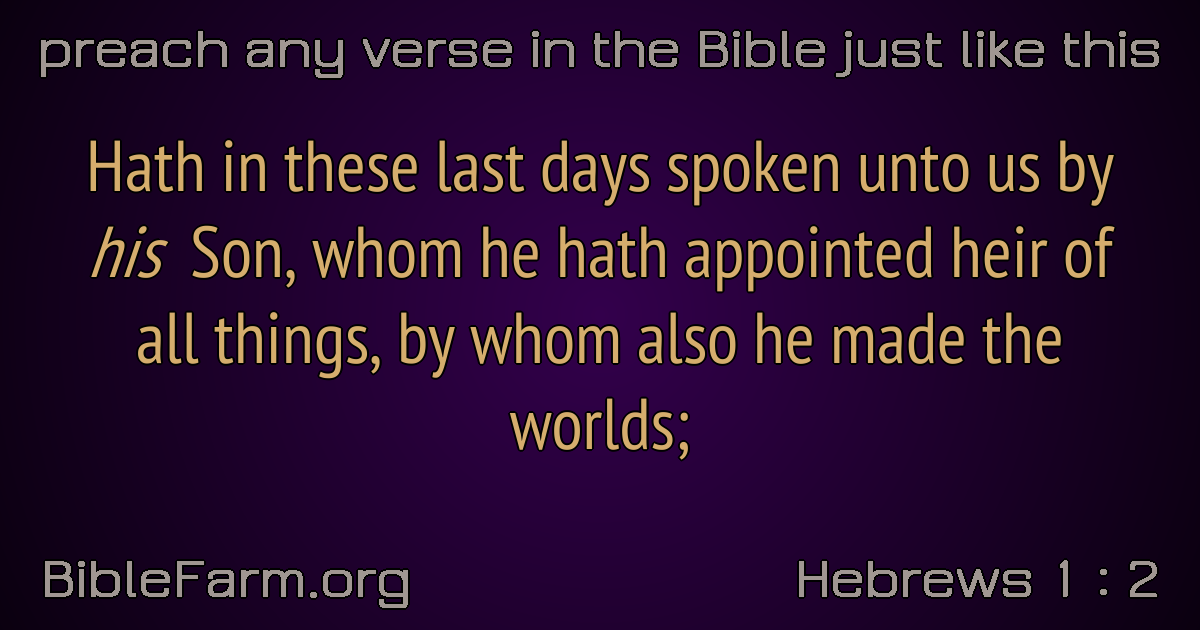 preach any verse in the Bible just like this
Hath in these last days spoken unto us by
his Son, whom he hath appointed heir of
all things, by whom also he made the
worlds;
BibleFarm.org
Hebrews 1 : 2